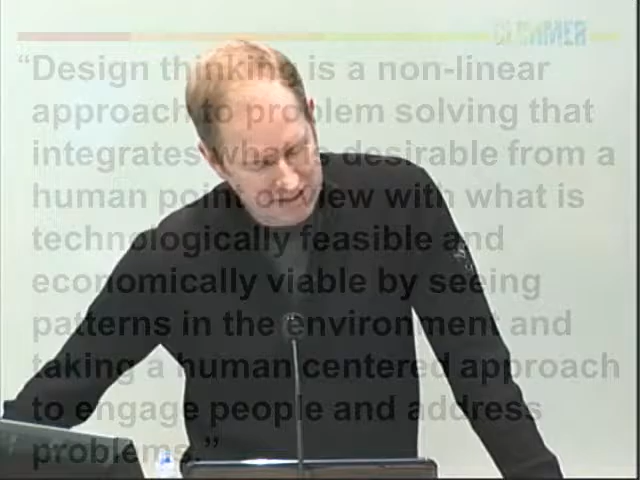 “Design thinking is a non-linear
approach to problem solving that
integrates what is desirable from a
human point of view with what is
technologically feasible and
economically viable by seeing
patterns in the environment and
taking a human centered approach
to engage people and address
problems.”